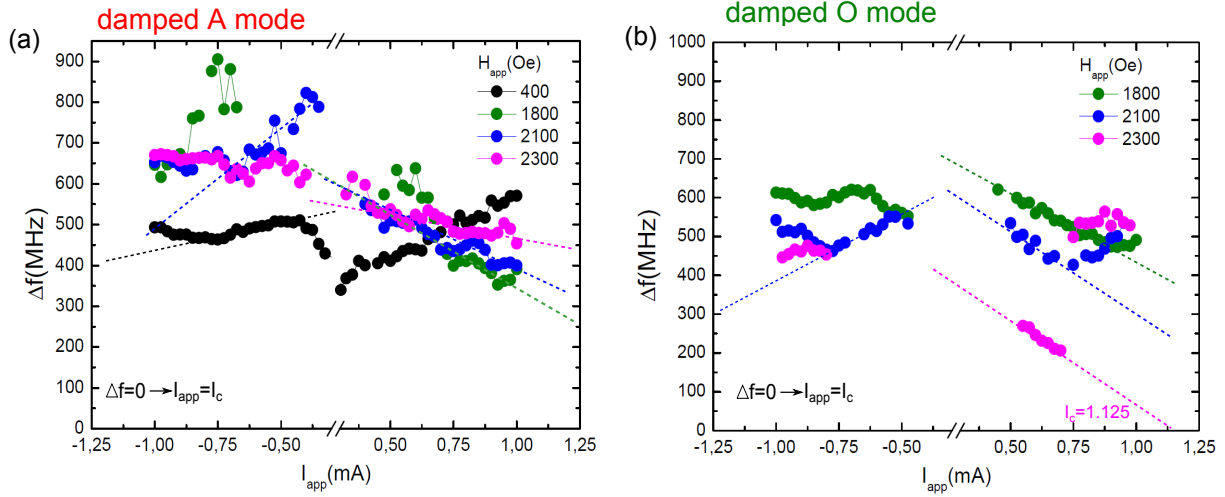 damped A mode
(a)
H_app(Oe)
400
1800
2100
2300
Δf(MHz)
1000
900
800
700
600
500
400
300
200
100
0
Δf=0→I_app=I_c
-1,25 -1,00 -0,75 -0,50 0,50 0,75 1,00 1,25
I_app(mA)
damped O mode
(b)
H_app(Oe)
1800
2100
2300
Δf(MHz)
1000
900
800
700
600
500
400
300
200
100
0
Δf=0→I_app=I_c
I_c=1.125
-1,25 -1,00 -0,75 -0,50 0,50 0,75 1,00 1,25
I_app(mA)